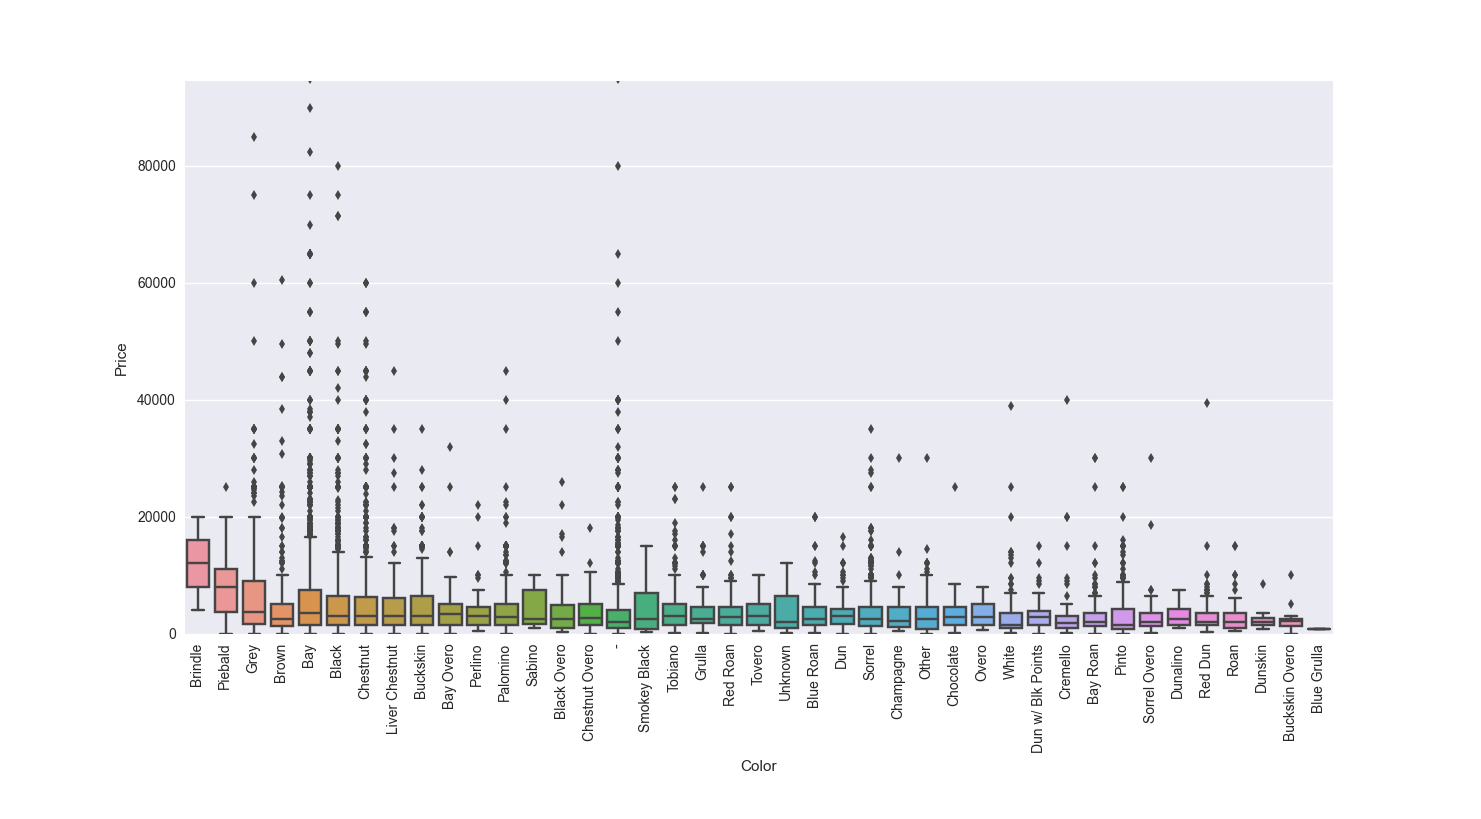 80000
60000
40000
20000
0
Price
Brindle
Piebald
Grey
Brown
Bay
Black
Chestnut
Liver Chestnut
Buckskin
Bay Overo
Perlino
Palomino
Sabino
Black Overo
Chestnut Overo
-
Smokey Black
Tobiano
Grulla
Red Roan
Tovero
Unknown
Blue Roan
Dun
Sorrel
Champagne
Other
Chocolate
Overo
White
Dun w/ Blk Points
Cremello
Bay Roan
Pinto
Sorrel Overo
Dunalino
Red Dun
Roan
Dunskin
Buckskin Overo
Blue Grulla
Color